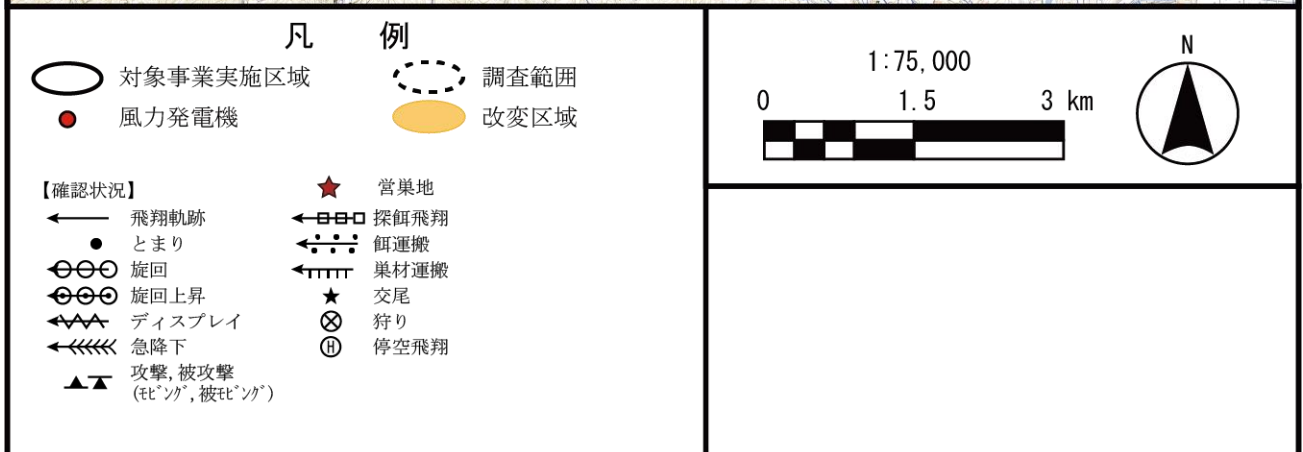 凡 例
対象事業実施区域
調査範囲
風力発電機
改変区域
【確認状況】
営巣地
飛翔軌跡
探餌飛翔
とまり
餌運搬
旋回
巣材運搬
旋回上昇
交尾
ディスプレイ
狩り
急降下
H 停空飛翔
攻撃,被攻撃
(ﾓﾋﾞﾝｸﾞ,被ﾓﾋﾞﾝｸﾞ)
1:75,000
0 1.5 3 km
N